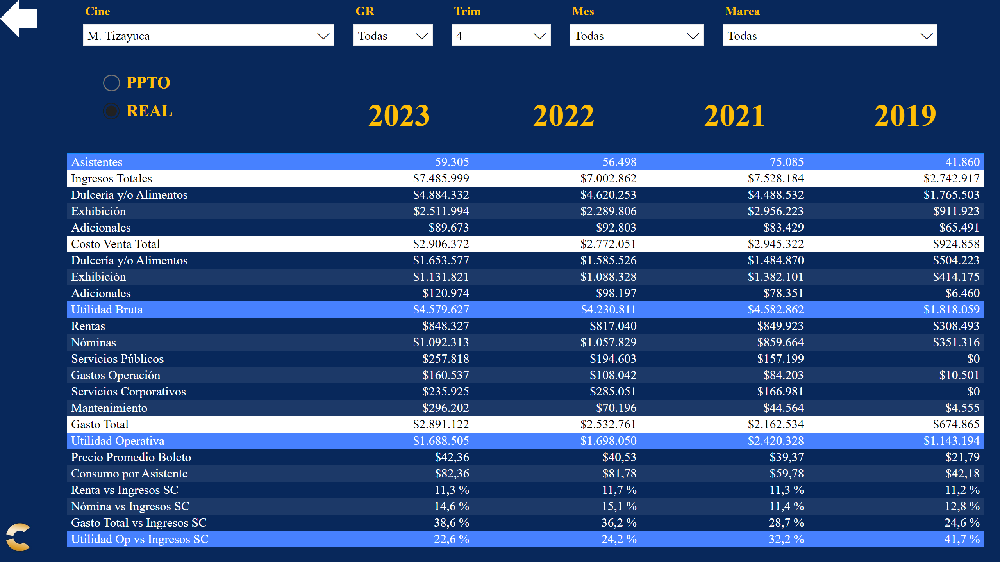 Cine GR Trim Mes Marca
M. Tizayuca Todas 4 Todas Todas
PPTO
REAL
2023 2022 2021 2019
Asistentes 59.305 56.498 75.085 41.860
Ingresos Totales $7.485.999 $7.002.862 $7.528.184 $2.742.917
Dulcería y/o Alimentos $4.884.332 $4.620.253 $4.488.532 $1.765.503
Exhibición $2.511.994 $2.289.806 $2.956.223 $911.923
Adicionales $89.673 $92.803 $83.429 $65.491
Costo Venta Total $2.906.372 $2.772.051 $2.945.322 $924.858
Dulcería y/o Alimentos $1.653.577 $1.585.526 $1.484.870 $504.223
Exhibición $1.131.821 $1.088.328 $1.382.101 $414.175
Adicionales $120.974 $98.197 $78.351 $6.460
Utilidad Bruta $4.579.627 $4.230.811 $4.582.862 $1.818.059
Rentas $848.327 $817.040 $849.923 $308.493
Nóminas $1.092.313 $1.057.829 $859.664 $351.316
Servicios Públicos $257.818 $194.603 $157.199 $0
Gastos Operación $160.537 $108.042 $84.203 $10.501
Servicios Corporativos $235.925 $285.051 $166.981 $0
Mantenimiento $296.202 $70.196 $44.564 $4.555
Gasto Total $2.891.122 $2.532.761 $2.162.534 $674.865
Utilidad Operativa $1.688.505 $1.698.050 $2.420.328 $1.143.194
Precio Promedio Boleto $42,36 $40,53 $39,37 $21,79
Consumo por Asistente $82,36 $81,78 $59,78 $42,18
Renta vs Ingresos SC 11,3 % 11,7 % 11,3 % 11,2 %
Nómina vs Ingresos SC 14,6 % 15,1 % 11,4 % 12,8 %
Gasto Total vs Ingresos SC 38,6 % 36,2 % 28,7 % 24,6 %
Utilidad Op vs Ingresos SC 22,6 % 24,2 % 32,2 % 41,7 %